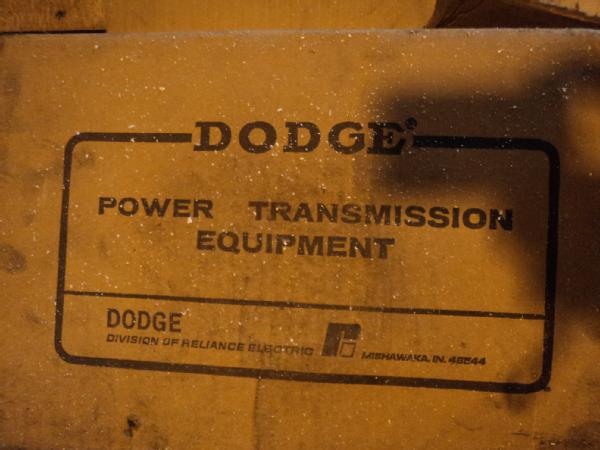 DODGE®
POWER TRANSMISSION
EQUIPMENT
DODGE
DIVISION OF RELIANCE ELECTRIC
MISHAWAKA, IN. 46544